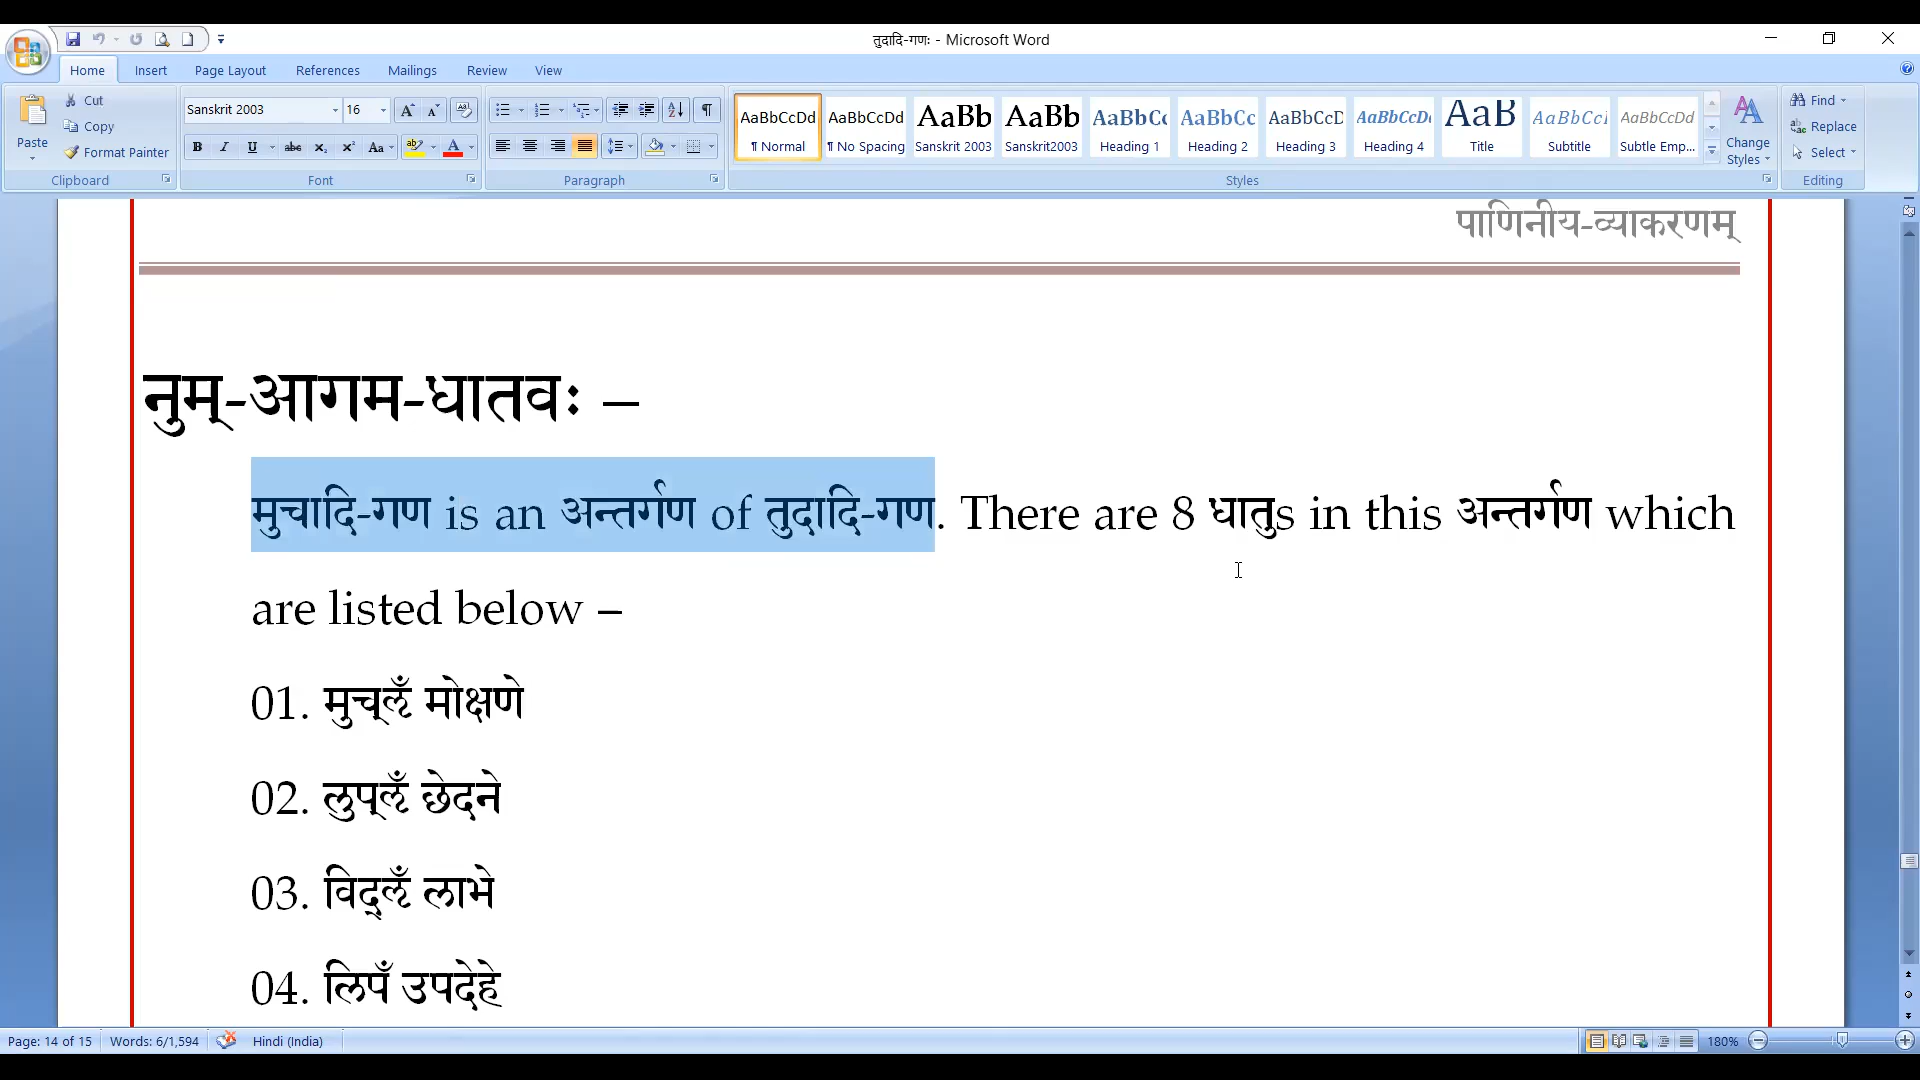 तुदादि-गणः - Microsoft Word
Home Insert Page Layout References Mailings Review View
Paste Cut Copy Format Painter Clipboard
Sanskrit 2003 16 Font
Paragraph
AaBbCcDd AaBbCcDd AaBb AaBb AaBbCc AaBbCc AaBbCcD AaBbCcDi AaB AaBbCcI AaBbCcDd
¶ Normal ¶ No Spacing Sanskrit 2003 Sanskrit2003 Heading 1 Heading 2 Heading 3 Heading 4 Title Subtitle Subtle Emp...
Change Styles Styles
Find Replace Select Editing
पाणिनीय-व्याकरणम्
नुम्-आगम-धातवः –
मुचादि-गण is an अन्तर्गण of तुदादि-गण. There are 8 धातुs in this अन्तर्गण which
are listed below –
01. मुच्लृँ मोक्षणे
02. लुप्लृँ छेदने
03. विद्लृँ लाभे
04. लिपँ उपदेहे
Page: 14 of 15 Words: 6/1,594 Hindi (India) 180%